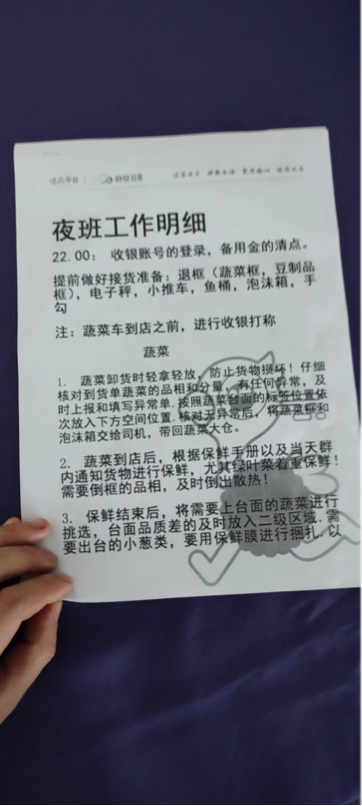 夜班工作明细
22.00： 收银账号的登录，备用金的清点。
提前做好接货准备：退框（蔬菜框，豆制品
框），电子秤，小推车，鱼桶，泡沫箱，手
勾
注：蔬菜车到店之前，进行收银打称
蔬菜
1. 蔬菜卸货时轻拿轻放，防止货物损坏！仔细
核对到货单蔬菜的品相和分量，有任何异常，及
时上报和填写异常单.按照蔬菜台面的标签位置依
次放入下方空间位置.核对无异常后，将蔬菜框和
泡沫箱交给司机，带回蔬菜大仓。
2. 蔬菜到店后，根据保鲜手册以及当天群
内通知货物进行保鲜，尤其绿叶菜着重保鲜！
需要倒框的品相，及时倒出散热！
3. 保鲜结束后，将需要上台面的蔬菜进行
挑选，台面品质差的及时放入二级区域.需
要出台的小葱类，要用保鲜膜进行捆扎.以